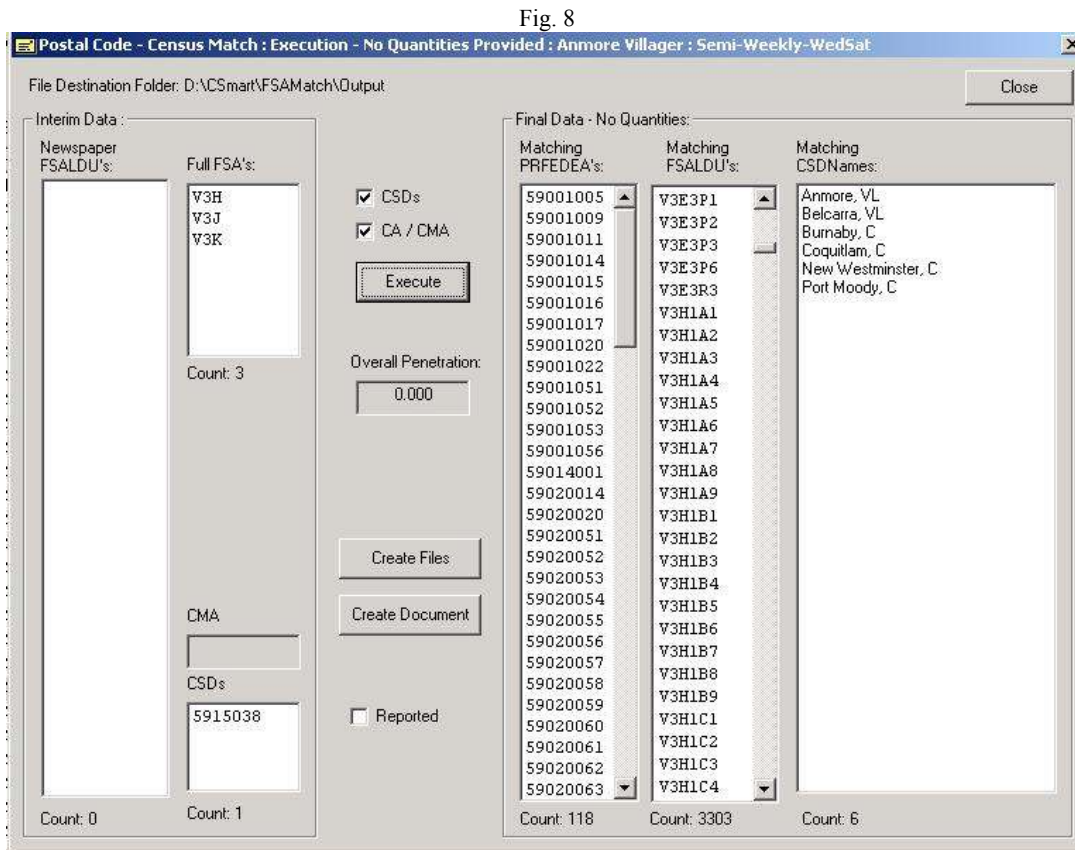 Fig. 8
Postal Code - Census Match : Execution - No Quantities Provided : Anmore Villager : Semi-Weekly-WedSat
File Destination Folder: D:\CSmart\FSAMatch\Output
Close
Interim Data :
Newspaper
FSALDU's:
Full FSA's:
V3H
V3J
V3K
Count: 3
CMA
CSDs
5915038
Count: 0
Count: 1
CSDs
CA / CMA
Execute
Overall Penetration:
0.000
Create Files
Create Document
Reported
Final Data - No Quantities:
Matching
PRFEDEA's:
59001005
59001009
59001011
59001014
59001015
59001016
59001017
59001020
59001022
59001051
59001052
59001053
59001056
59014001
59020014
59020020
59020051
59020052
59020053
59020054
59020055
59020056
59020057
59020058
59020059
59020060
59020061
59020062
59020063
Count: 118
Matching
FSALDU's:
V3E3P1
V3E3P2
V3E3P3
V3E3P6
V3E3R3
V3H1A1
V3H1A2
V3H1A3
V3H1A4
V3H1A5
V3H1A6
V3H1A7
V3H1A8
V3H1A9
V3H1B1
V3H1B2
V3H1B3
V3H1B4
V3H1B5
V3H1B6
V3H1B7
V3H1B8
V3H1B9
V3H1C1
V3H1C2
V3H1C3
V3H1C4
Count: 3303
Matching
CSDNames:
Anmore, VL
Belcarra, VL
Burnaby, C
Coquitlam, C
New Westminster, C
Port Moody, C
Count: 6